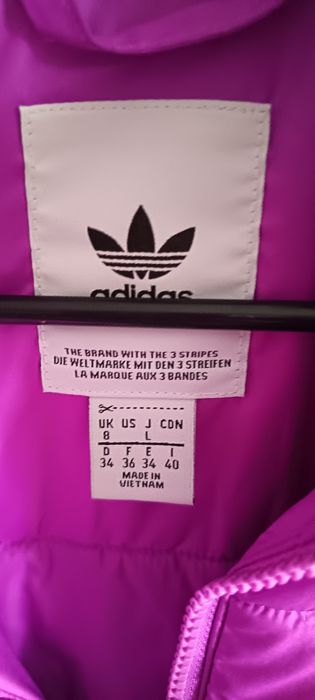 adidas
THE BRAND WITH THE 3 STRIPES
DIE WELTMARKE MIT DEN 3 STREIFEN
LA MARQUE AUX 3 BANDES
UK US J CDN
8 L
D F E I
34 36 34 40
MADE IN
VIETNAM